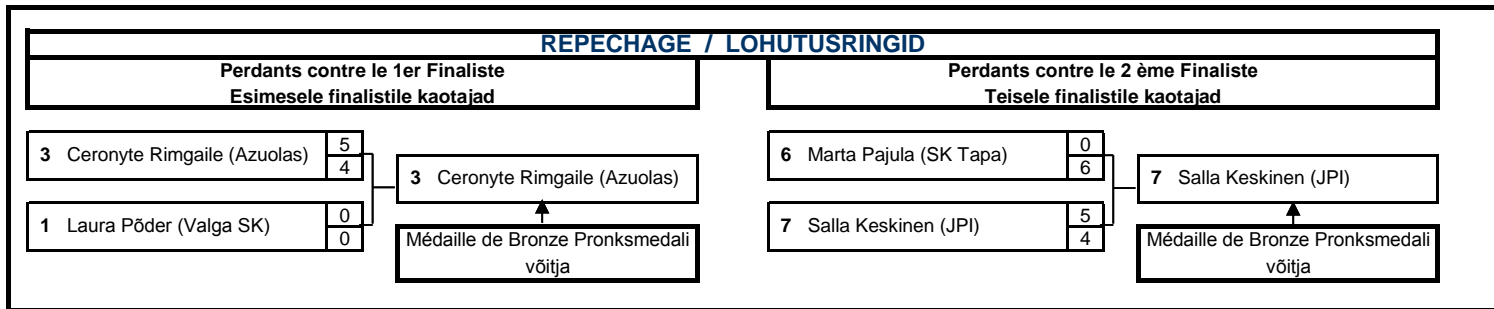 REPECHAGE / LOHUTUSRINGID
Perdants contre le 1er Finaliste
Esimesele finalistile kaotajad
Perdants contre le 2 ème Finaliste
Teisele finalistile kaotajad
3 Ceronyte Rimgaile (Azuolas) 5
4
3 Ceronyte Rimgaile (Azuolas)
1 Laura Põder (Valga SK) 0
0
Médaille de Bronze Pronksmedali
võitja
6 Marta Pajula (SK Tapa) 0
6
7 Salla Keskinen (JPI)
7 Salla Keskinen (JPI) 5
4
Médaille de Bronze Pronksmedali
võitja